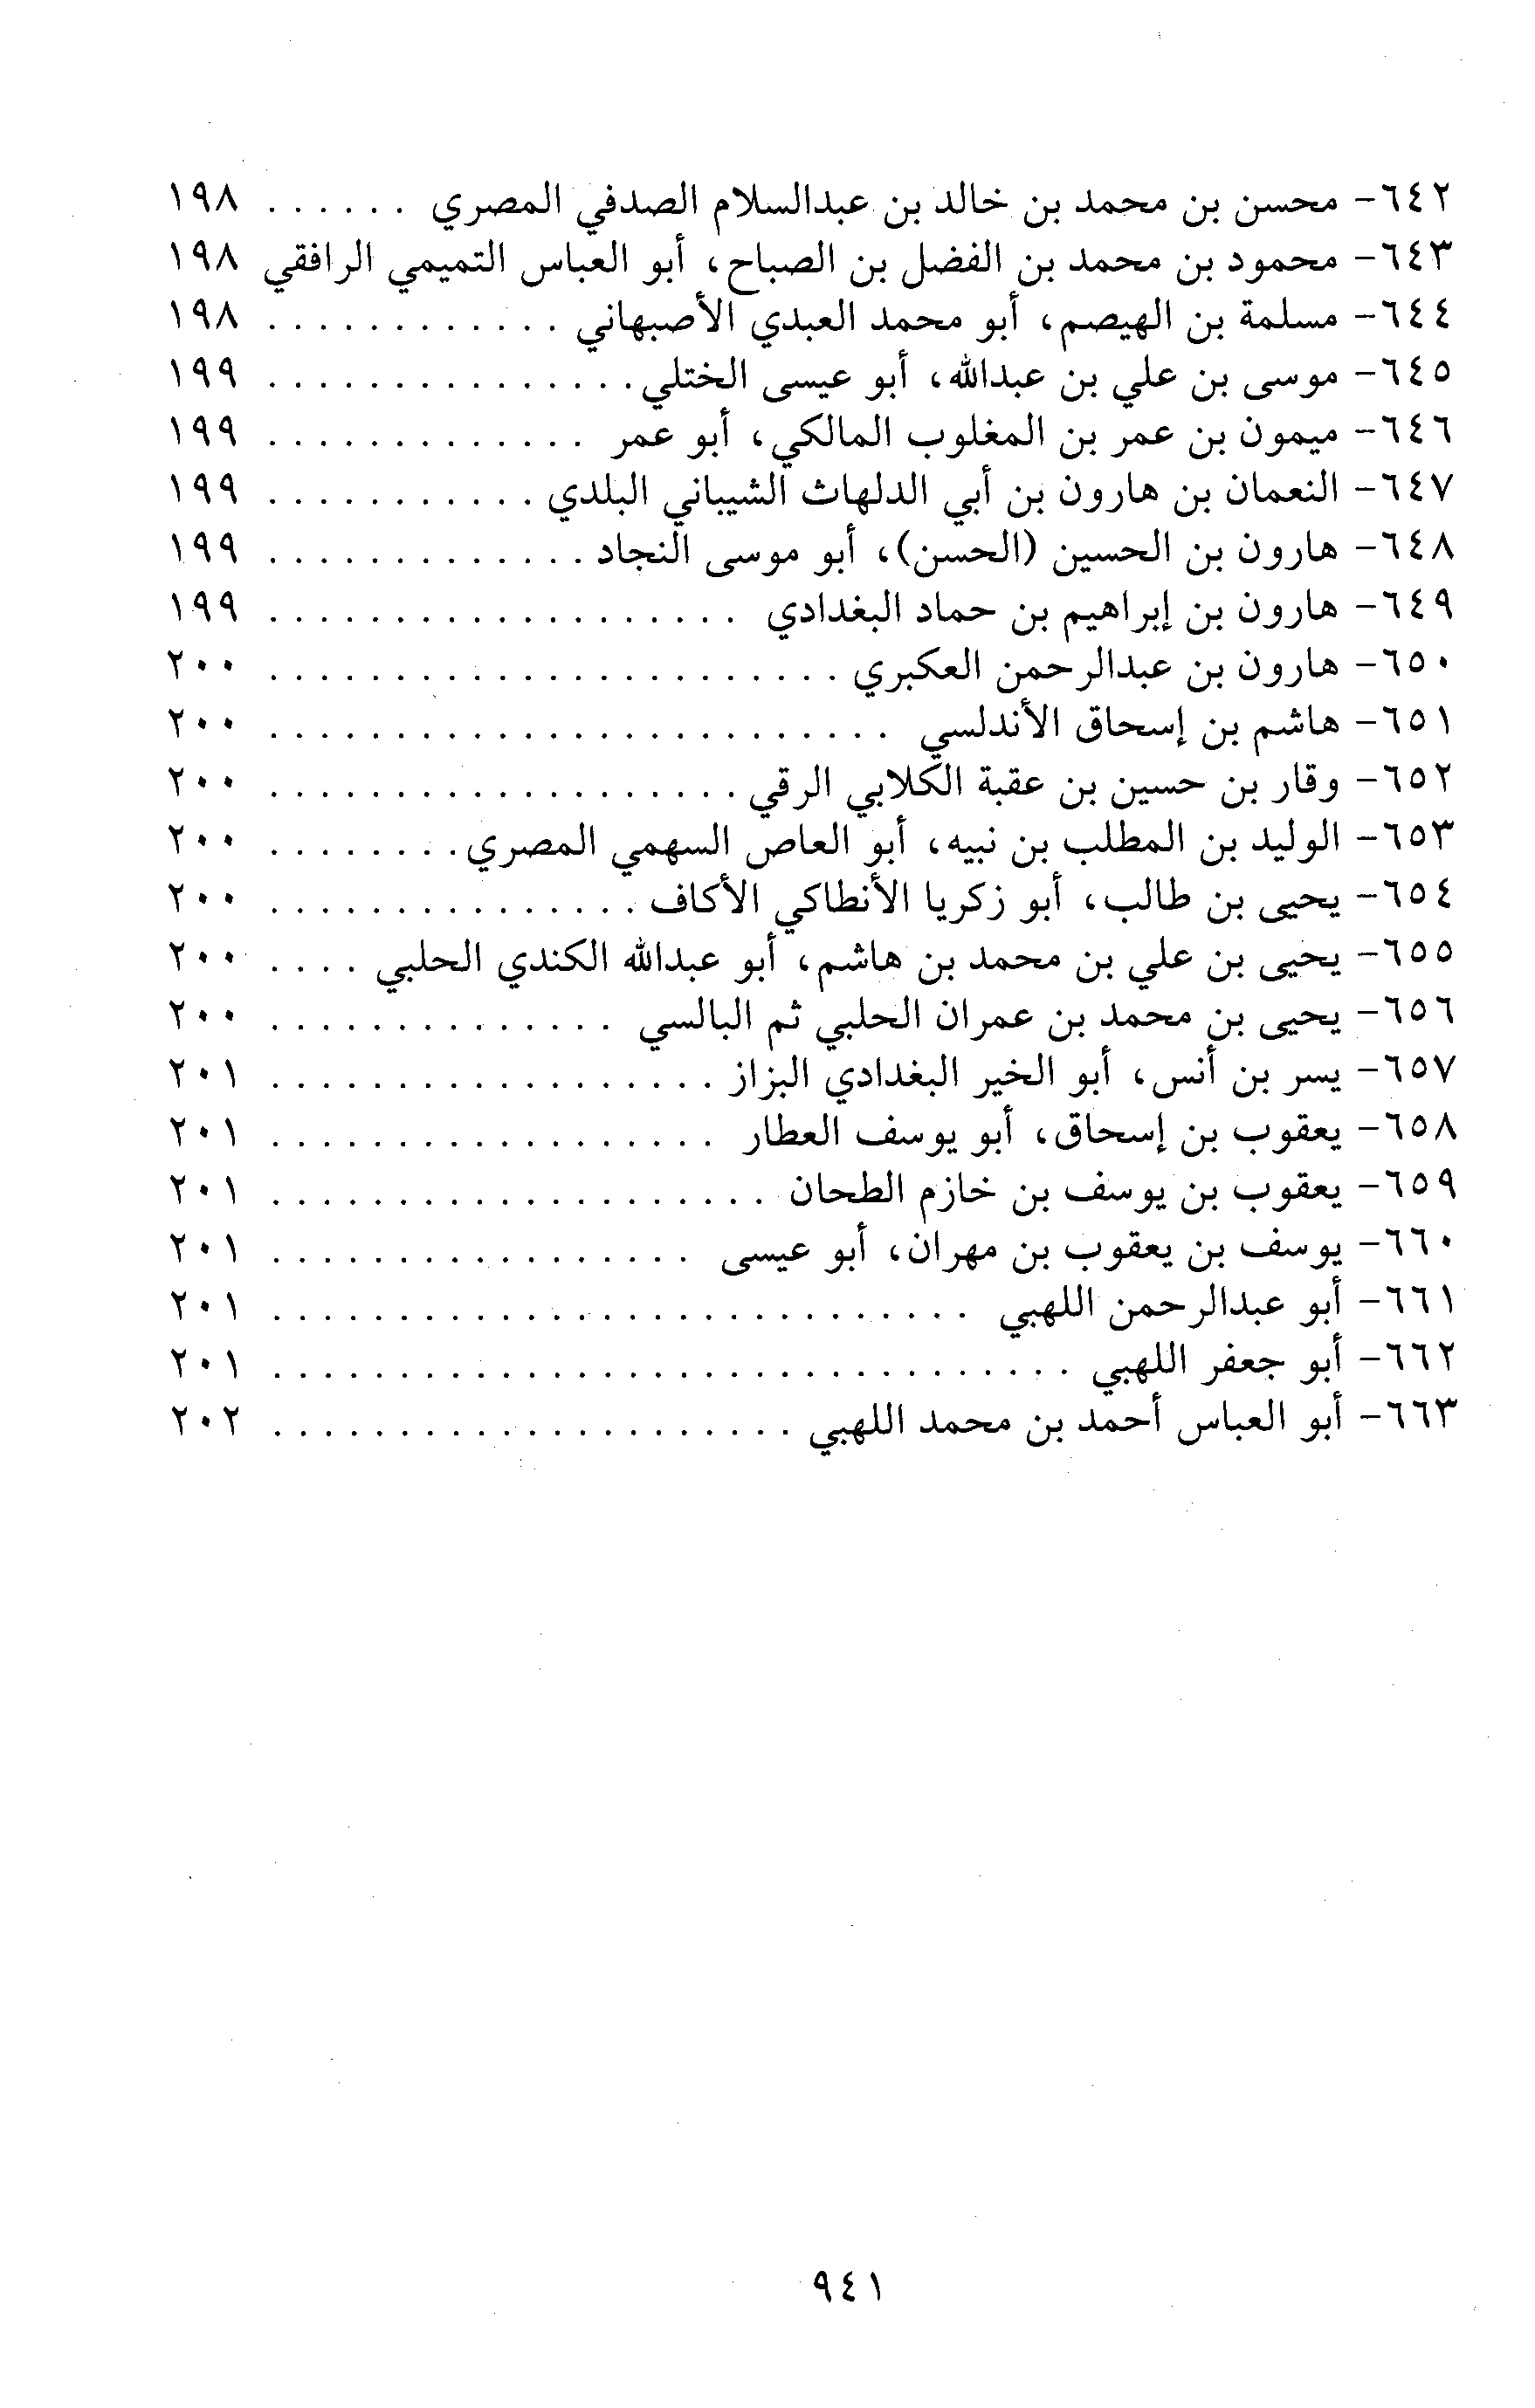 ٦٤٢- محسن بن محمد بن خالد بن عبدالسلام الصدفي المصري . . . . . . ١٩٨
٦٤٣- محمود بن محمد بن الفضل بن الصباح، أبو العباس التميمي الرافقي ١٩٨
٦٤٤- مسلمة بن الهيصم، أبو محمد العبدي الأصبهاني . . . . . . . . . . . . ١٩٨
٦٤٥- موسى بن علي بن عبدالله، أبو عيسى الختلي . . . . . . . . . . . . . . . ١٩٩
٦٤٦- ميمون بن عمر بن المغلوب المالكي، أبو عمر . . . . . . . . . . . . . ١٩٩
٦٤٧- النعمان بن هارون بن أبي الدلهاث الشيباني البلدي . . . . . . . . . . . ١٩٩
٦٤٨- هارون بن الحسين (الحسن)، أبو موسى النجاد . . . . . . . . . . . . . ١٩٩
٦٤٩- هارون بن إبراهيم بن حماد البغدادي . . . . . . . . . . . . . . . . . . . ١٩٩
٦٥٠- هارون بن عبدالرحمن العكبري . . . . . . . . . . . . . . . . . . . . . . . ٢٠٠
٦٥١- هاشم بن إسحاق الأندلسي . . . . . . . . . . . . . . . . . . . . . . . . . ٢٠٠
٦٥٢- وقار بن حسين بن عقبة الكلابي الرقي . . . . . . . . . . . . . . . . . . . ٢٠٠
٦٥٣- الوليد بن المطلب بن نبيه، أبو العاص السهمي المصري . . . . . . . . ٢٠٠
٦٥٤- يحيى بن طالب، أبو زكريا الأنطاكي الأكاف . . . . . . . . . . . . . . . ٢٠٠
٦٥٥- يحيى بن علي بن محمد بن هاشم، أبو عبدالله الكندي الحلبي . . . . ٢٠٠
٦٥٦- يحيى بن محمد بن عمران الحلبي ثم البالسي . . . . . . . . . . . . . . ٢٠٠
٦٥٧- يسر بن أنس، أبو الخير البغدادي البزاز . . . . . . . . . . . . . . . . . . ٢٠١
٦٥٨- يعقوب بن إسحاق، أبو يوسف العطار . . . . . . . . . . . . . . . . . . ٢٠١
٦٥٩- يعقوب بن يوسف بن خازم الطحان . . . . . . . . . . . . . . . . . . . . ٢٠١
٦٦٠- يوسف بن يعقوب بن مهران، أبو عيسى . . . . . . . . . . . . . . . . . ٢٠١
٦٦١- أبو عبدالرحمن اللهبي . . . . . . . . . . . . . . . . . . . . . . . . . . . . ٢٠١
٦٦٢- أبو جعفر اللهبي . . . . . . . . . . . . . . . . . . . . . . . . . . . . . . . . ٢٠١
٦٦٣- أبو العباس أحمد بن محمد اللهبي . . . . . . . . . . . . . . . . . . . . . ٢٠٢
٩٤١